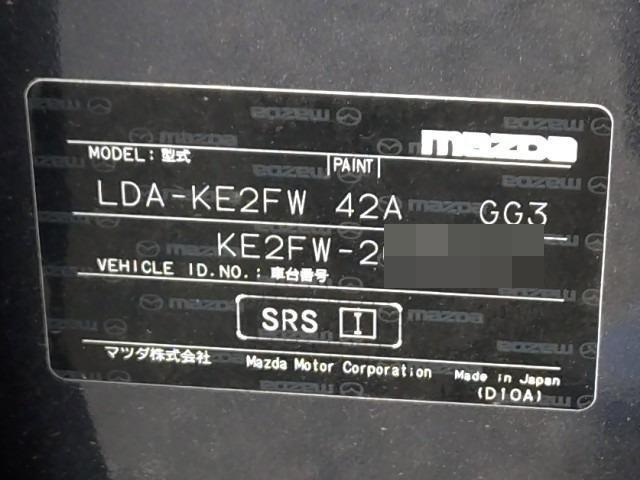 mazda
MODEL: 型式 PAINT
LDA-KE2FW 42A GG3
KE2FW-2
VEHICLE ID.NO.: 車台番号
SRS I
マツダ株式会社 Mazda Motor Corporation Made in Japan
(D10A)